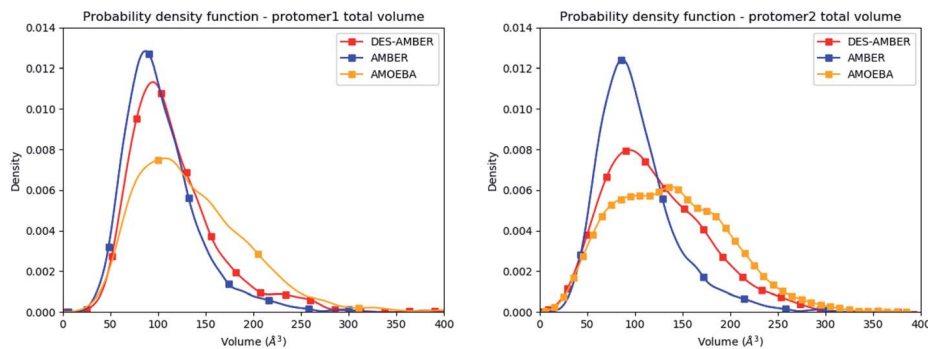 Probability density function - protomer1 total volume
0.014
0.012
0.010
0.008
0.006
0.004
0.002
0.000
Density
DES-AMBER
AMBER
AMOEBA
0 50 100 150 200 250 300 350 400
Volume (Å³)
Probability density function - protomer2 total volume
0.014
0.012
0.010
0.008
0.006
0.004
0.002
0.000
Density
DES-AMBER
AMBER
AMOEBA
0 50 100 150 200 250 300 350 400
Volume (Å³)